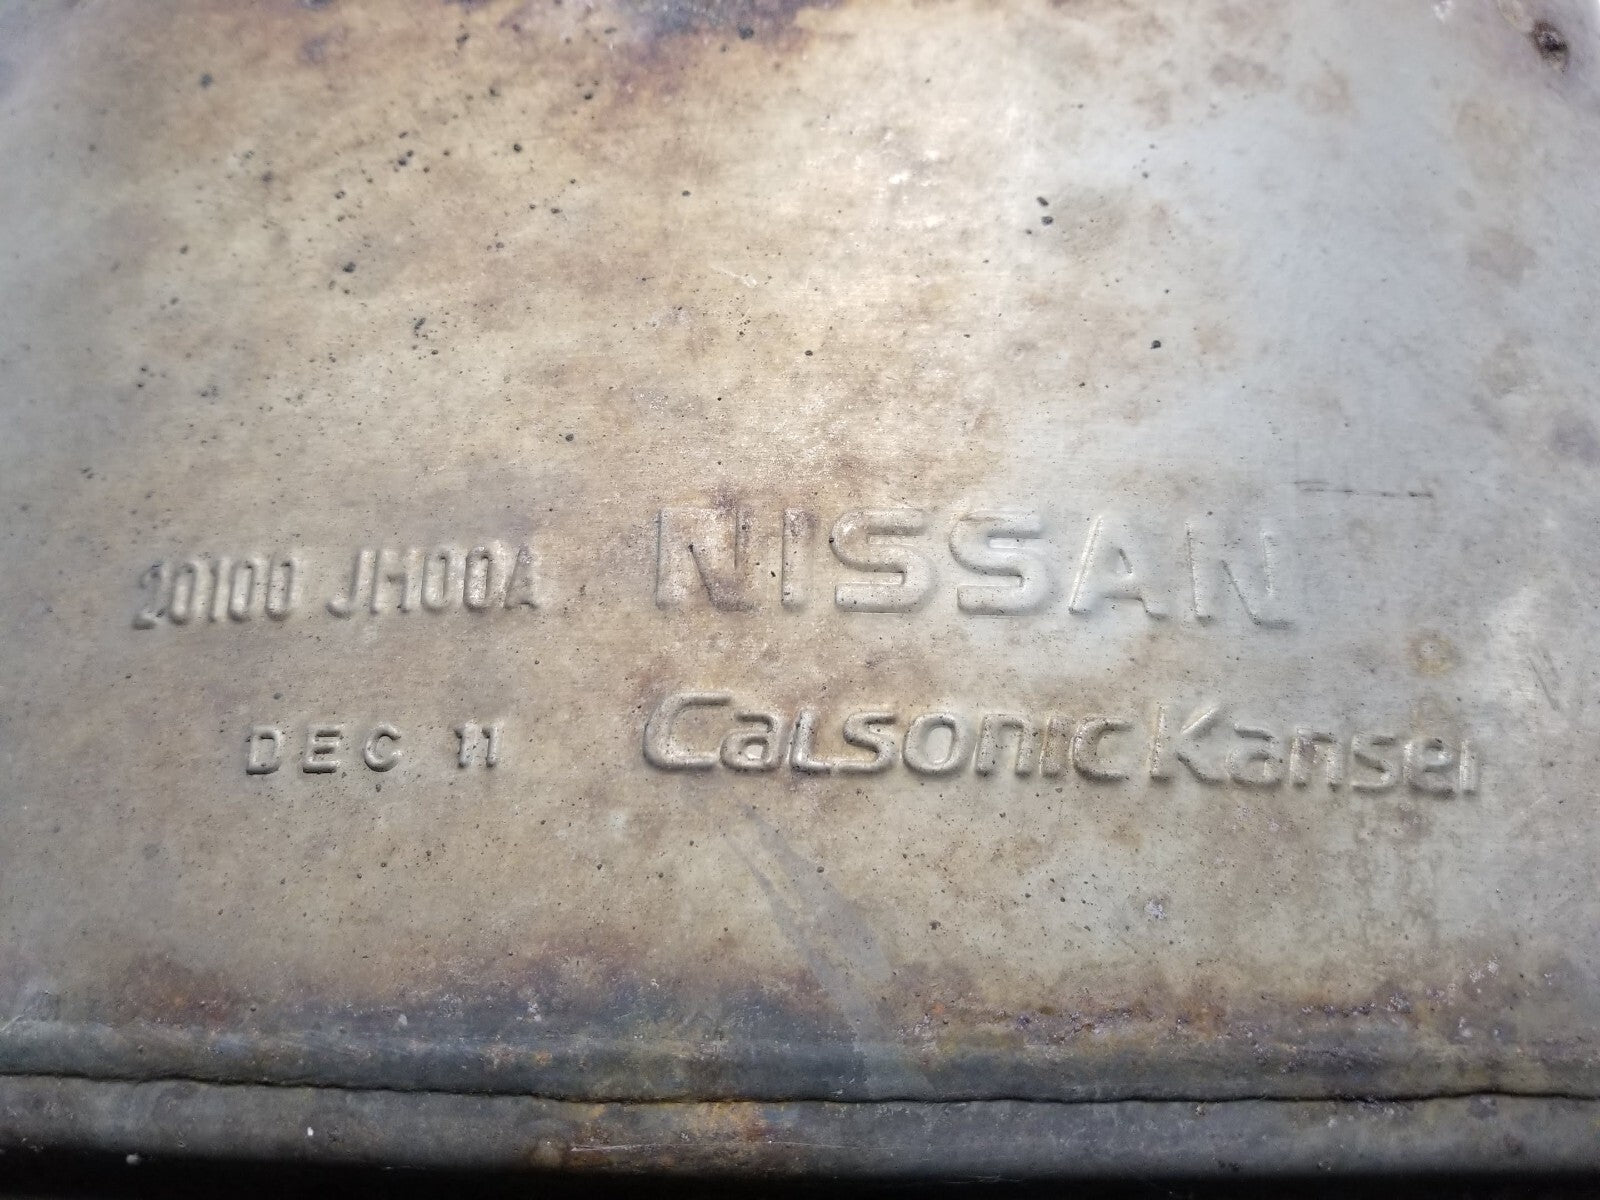 20100 JH00A NISSAN
DEC 11 CalsonicKansei